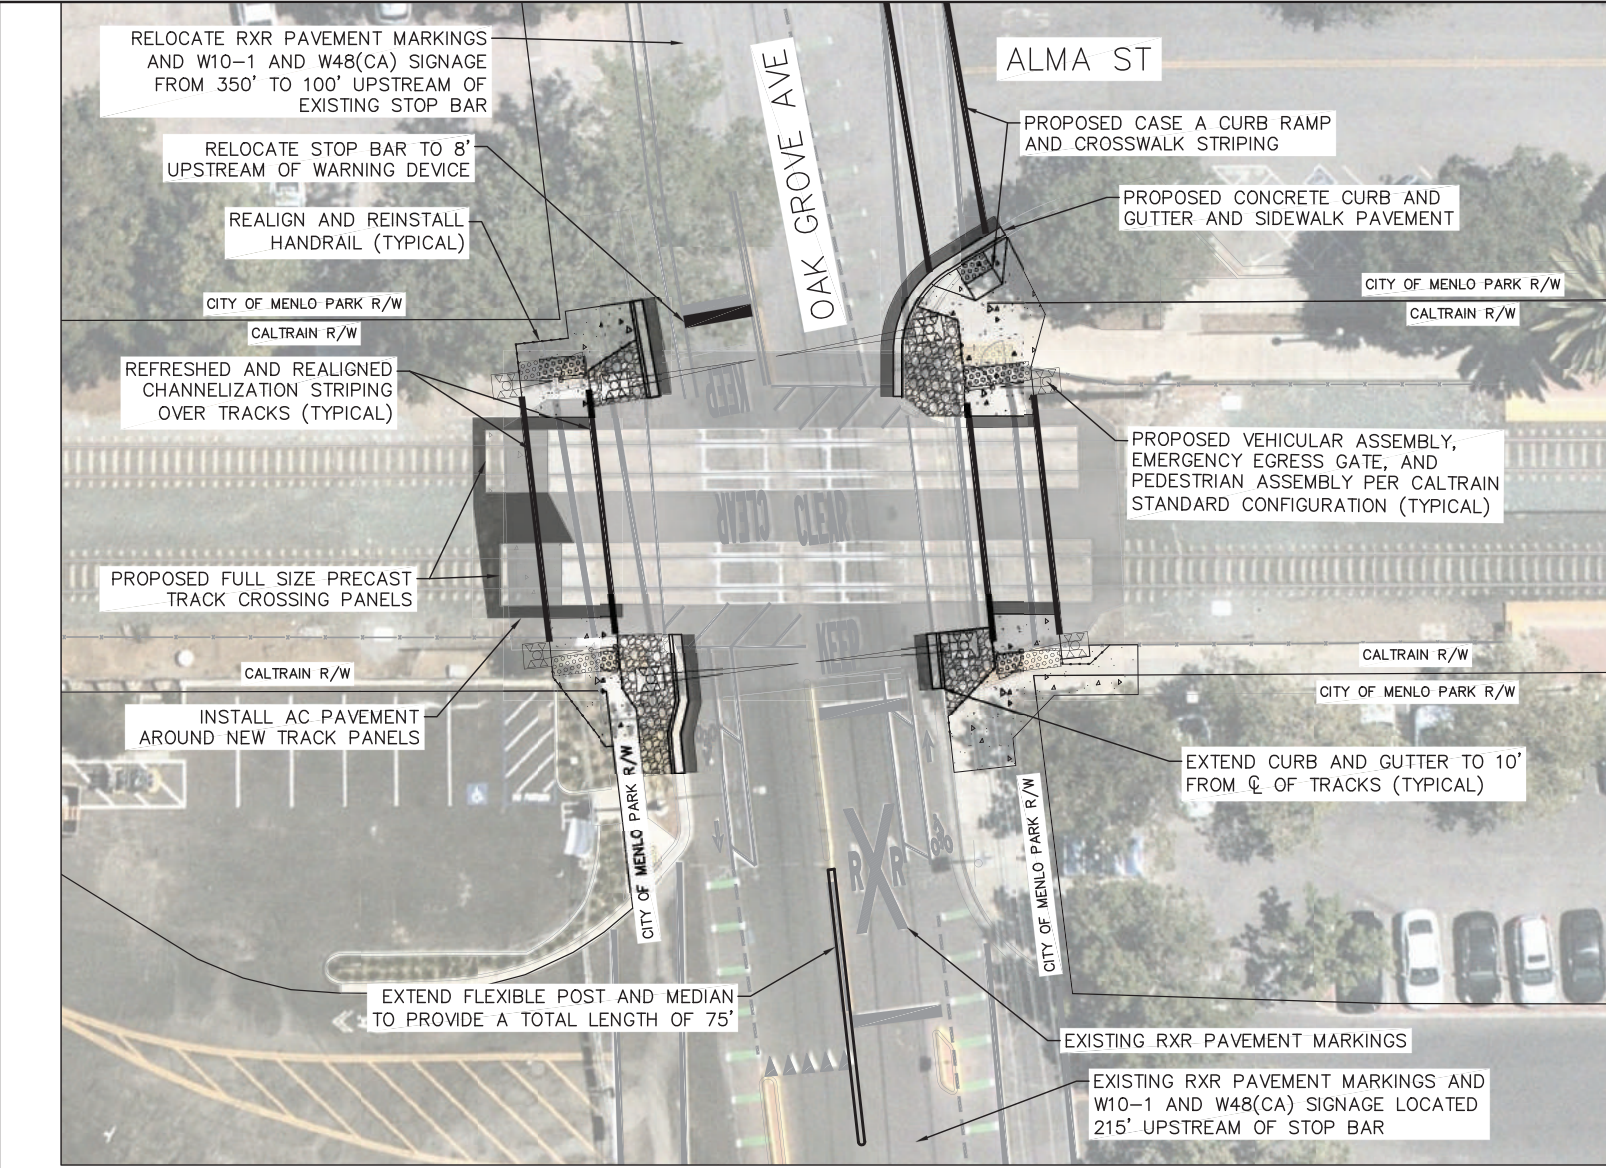 RELOCATE RXR PAVEMENT MARKINGS
AND W10-1 AND W48(CA) SIGNAGE
FROM 350' TO 100' UPSTREAM OF
EXISTING STOP BAR
RELOCATE STOP BAR TO 8'
UPSTREAM OF WARNING DEVICE
REALIGN AND REINSTALL
HANDRAIL (TYPICAL)
CITY OF MENLO PARK R/W
CALTRAIN R/W
REFRESHED AND REALIGNED
CHANNELIZATION STRIPING
OVER TRACKS (TYPICAL)
PROPOSED FULL SIZE PRECAST
TRACK CROSSING PANELS
CALTRAIN R/W
INSTALL AC PAVEMENT
AROUND NEW TRACK PANELS
CITY OF MENLO PARK R/W
EXTEND FLEXIBLE POST AND MEDIAN
TO PROVIDE A TOTAL LENGTH OF 75'
OAK GROVE AVE
KEEP
CLEAR
CLEAR
KEEP
RXR
ALMA ST
PROPOSED CASE A CURB RAMP
AND CROSSWALK STRIPING
PROPOSED CONCRETE CURB AND
GUTTER AND SIDEWALK PAVEMENT
CITY OF MENLO PARK R/W
CALTRAIN R/W
PROPOSED VEHICULAR ASSEMBLY,
EMERGENCY EGRESS GATE, AND
PEDESTRIAN ASSEMBLY PER CALTRAIN
STANDARD CONFIGURATION (TYPICAL)
CALTRAIN R/W
CITY OF MENLO PARK R/W
EXTEND CURB AND GUTTER TO 10'
FROM ℄ OF TRACKS (TYPICAL)
CITY OF MENLO PARK R/W
EXISTING RXR PAVEMENT MARKINGS
EXISTING RXR PAVEMENT MARKINGS AND
W10-1 AND W48(CA) SIGNAGE LOCATED
215' UPSTREAM OF STOP BAR